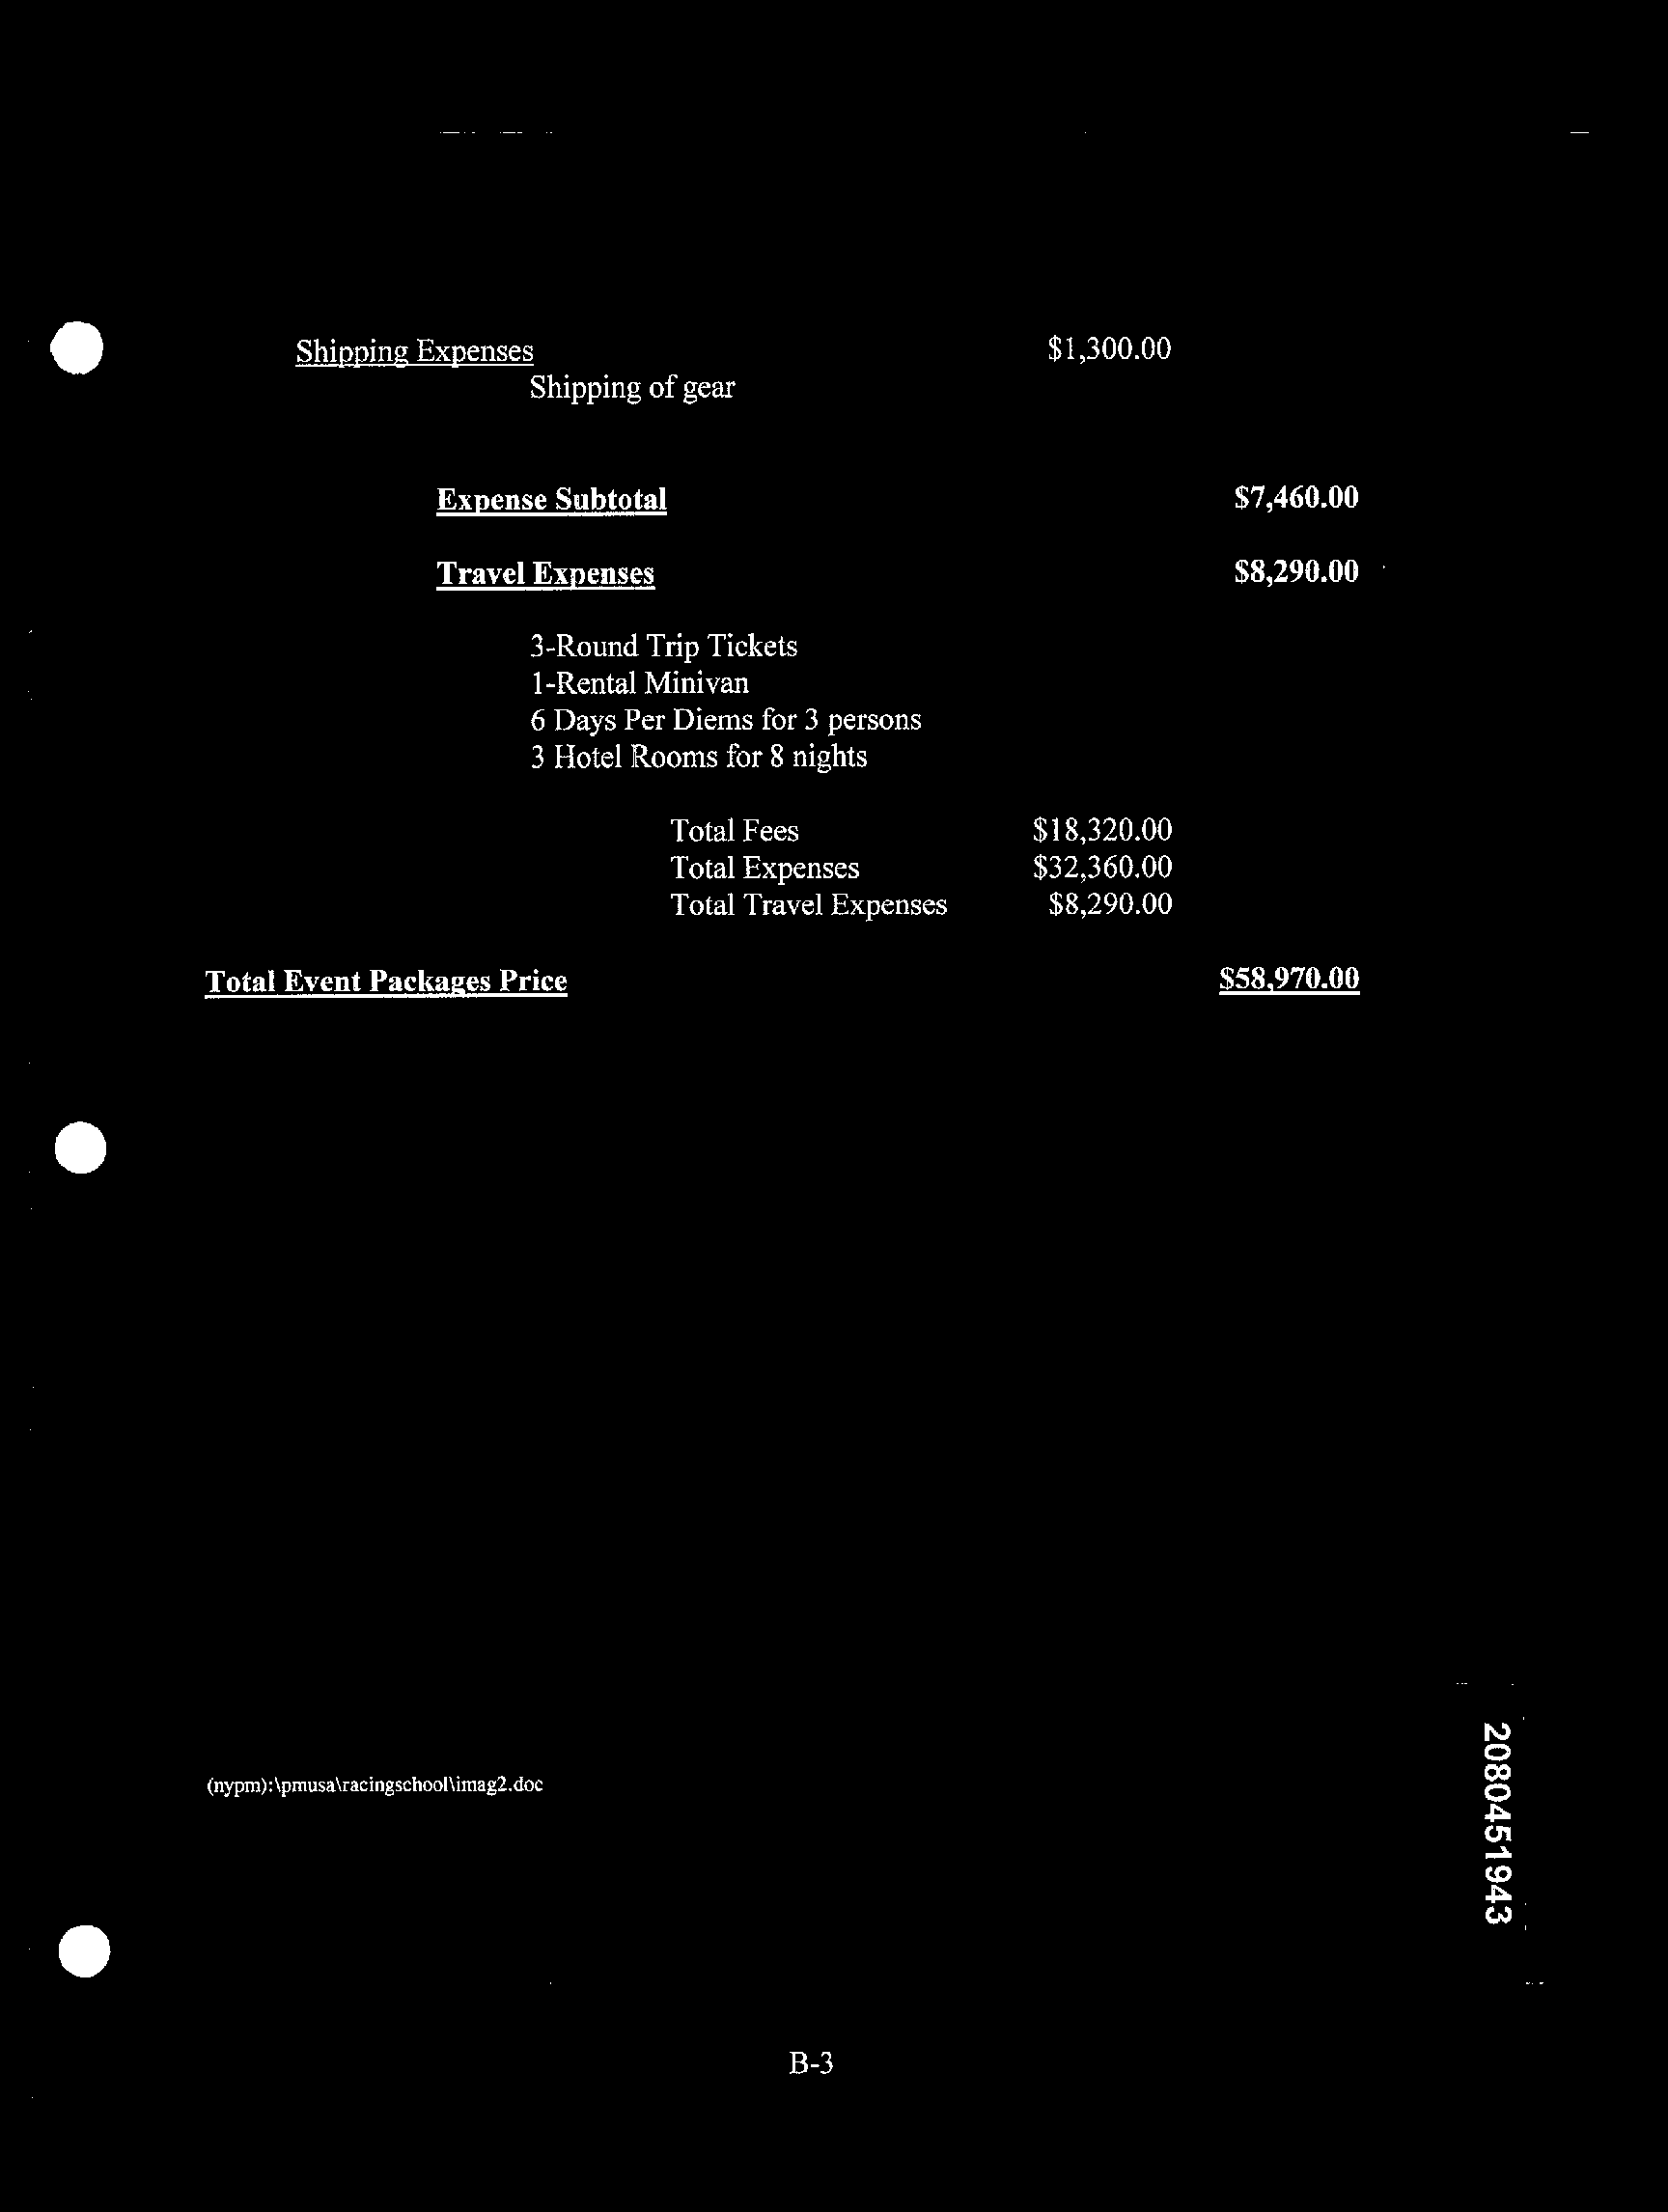 Shipping Expenses $1,300.00
Shipping of gear
Expense Subtotal $7,460.00
Travel Expenses $8,290.00
3-Round Trip Tickets
1-Rental Minivan
6 Days Per Diems for 3 persons
3 Hotel Rooms for 8 nights
Total Fees $18,320.00
Total Expenses $32,360.00
Total Travel Expenses $8,290.00
Total Event Packages Price $58,970.00
(nypm):\pmusa\racingschool\imag2.doc
2080451943
B-3